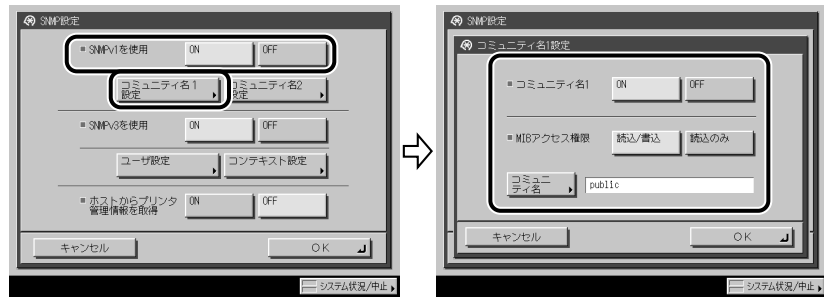 SNMP設定
SNMPv1を使用 ON OFF
コミュニティ名1
設定
コミュニティ名2
設定
SNMPv3を使用 ON OFF
ユーザ設定 コンテキスト設定
ホストからプリンタ
管理情報を取得
ON OFF
キャンセル OK
システム状況/中止
SNMP設定
コミュニティ名1設定
コミュニティ名1 ON OFF
MIBアクセス権限 読込/書込 読込のみ
コミュニ
ティ名
public
キャンセル OK
システム状況/中止